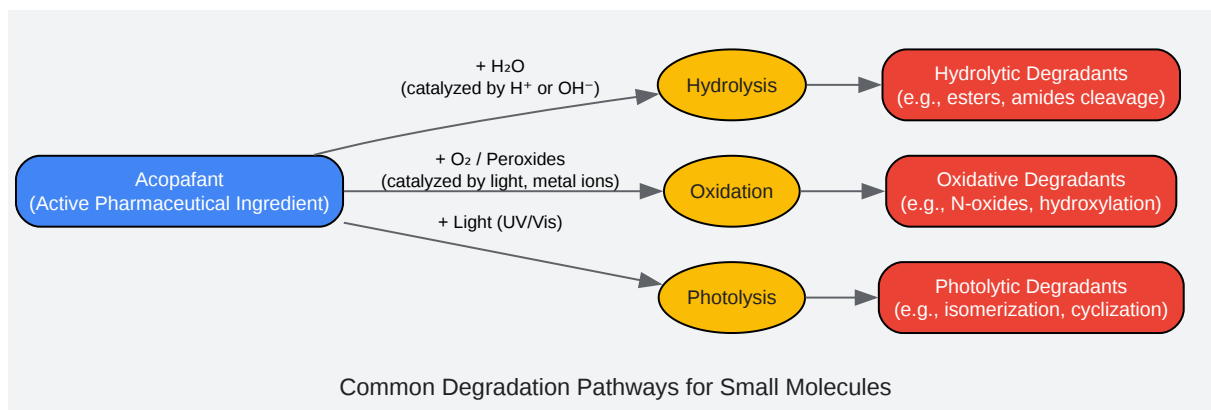 + H₂O
(catalyzed by H⁺ or OH⁻)
Hydrolysis
Hydrolytic Degradants
(e.g., esters, amides cleavage)
Acopafant
(Active Pharmaceutical Ingredient)
+ O₂ / Peroxides
(catalyzed by light, metal ions)
Oxidation
Oxidative Degradants
(e.g., N-oxides, hydroxylation)
+ Light (UV/Vis)
Photolysis
Photolytic Degradants
(e.g., isomerization, cyclization)
Common Degradation Pathways for Small Molecules